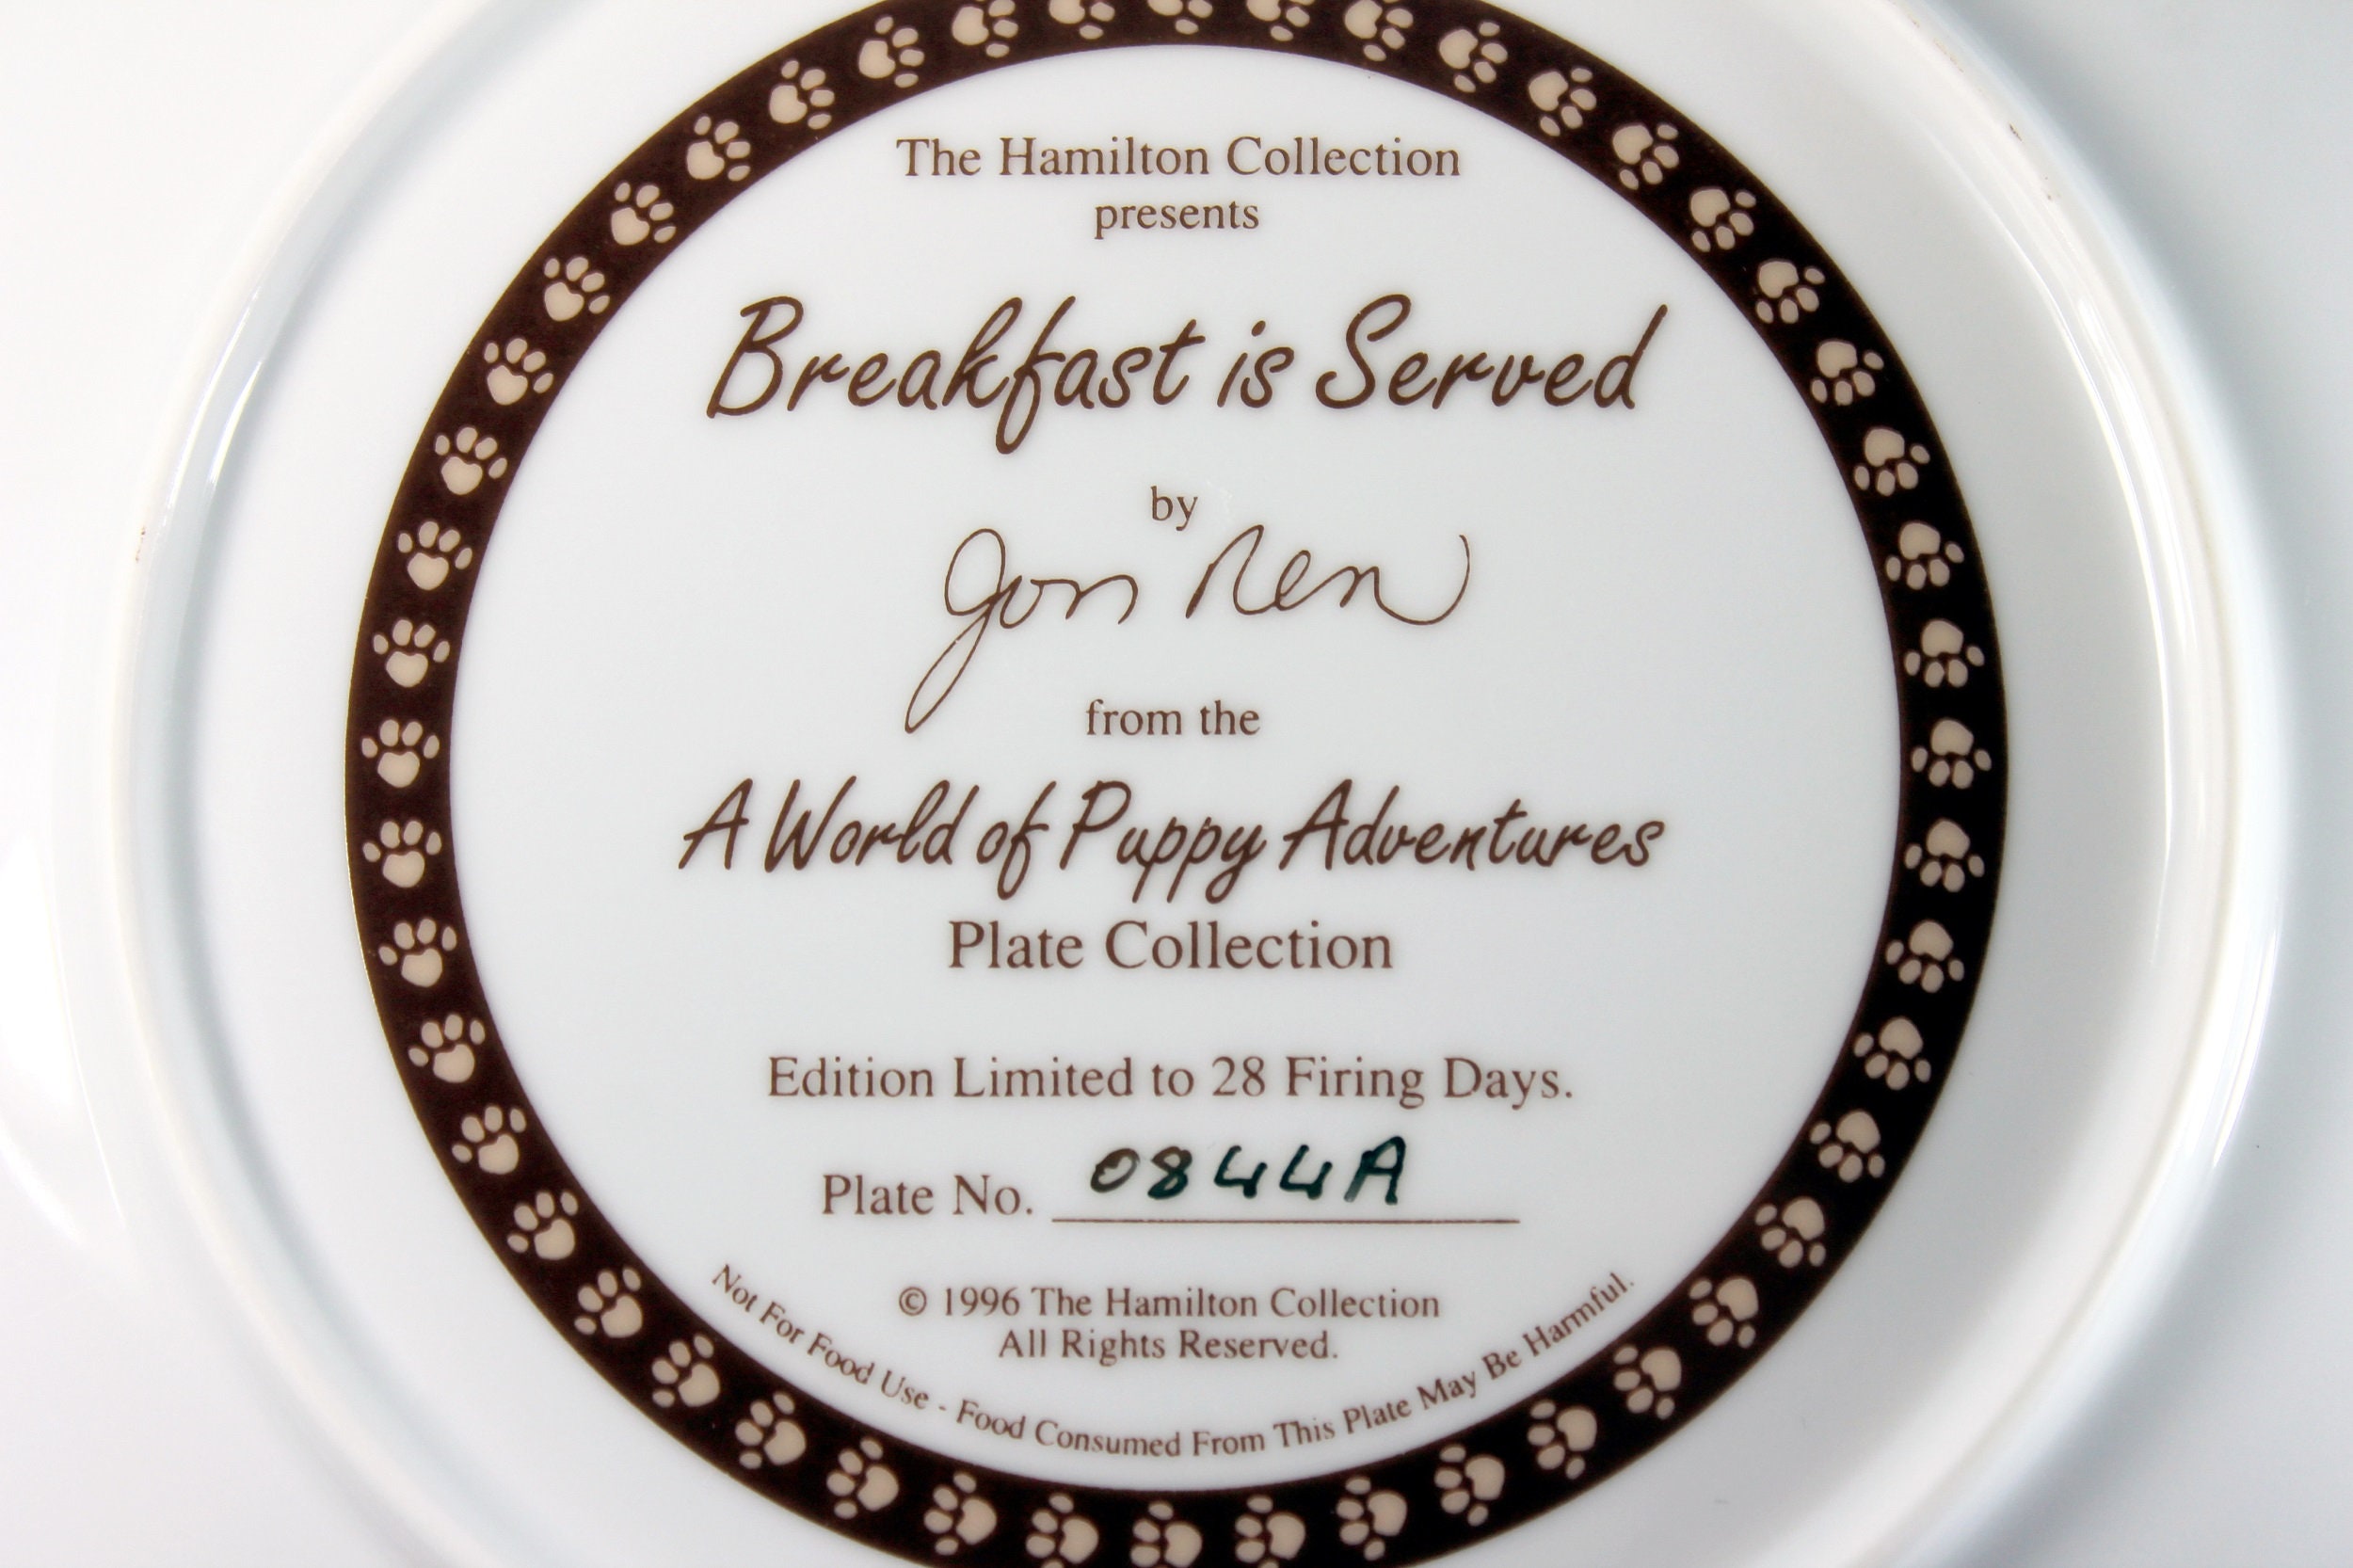 The Hamilton Collection
presents
Breakfast is Served
by
Jon Ren
from the
A World of Puppy Adventures
Plate Collection
Edition Limited to 28 Firing Days.
Plate No. 0844A
© 1996 The Hamilton Collection
All Rights Reserved.
Not For Food Use - Food Consumed From This Plate May Be Harmful.